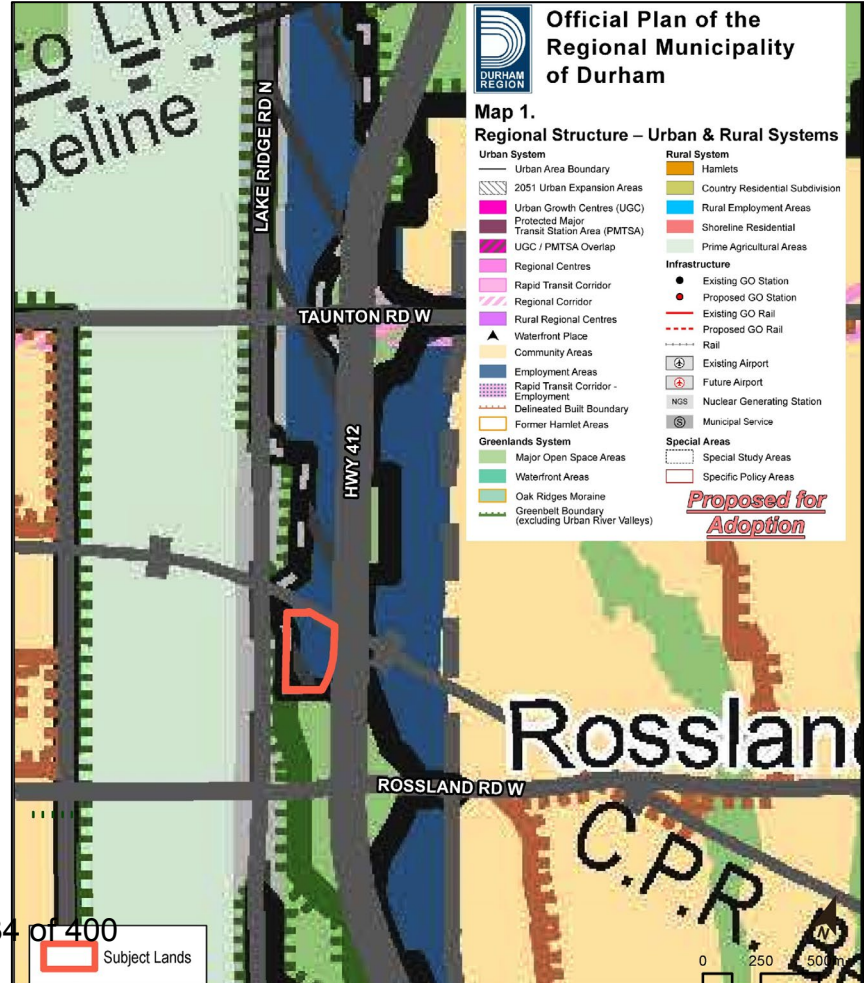 DURHAM
REGION
Official Plan of the
Regional Municipality
of Durham
Map 1.
Regional Structure – Urban & Rural Systems
Urban System
Urban Area Boundary
2051 Urban Expansion Areas
Urban Growth Centres (UGC)
Protected Major
Transit Station Area (PMTSA)
UGC / PMTSA Overlap
Regional Centres
Rapid Transit Corridor
Regional Corridor
Rural Regional Centres
Waterfront Place
Community Areas
Employment Areas
Rapid Transit Corridor -
Employment
Delineated Built Boundary
Former Hamlet Areas
Greenlands System
Major Open Space Areas
Waterfront Areas
Oak Ridges Moraine
Greenbelt Boundary
(excluding Urban River Valleys)
Rural System
Hamlets
Country Residential Subdivision
Rural Employment Areas
Shoreline Residential
Prime Agricultural Areas
Infrastructure
Existing GO Station
Proposed GO Station
Existing GO Rail
Proposed GO Rail
Rail
Existing Airport
Future Airport
NGS Nuclear Generating Station
S Municipal Service
Special Areas
Special Study Areas
Specific Policy Areas
Proposed for
Adoption
peline
LAKE RIDGE RD N
TAUNTON RD W
HWY 412
Rossland
ROSSLAND RD W
C.P.R.
4 of 400
Subject Lands
N
0 250 500 m